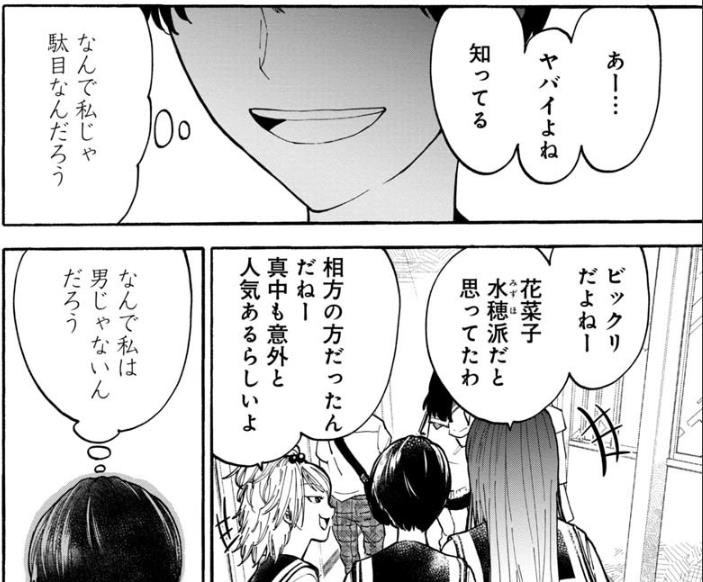 あー…
ヤバイよね
知ってる
なんで私じゃ
駄目なんだろう
ビックリ
だよねー
花菜子
水穂派だと
みずほ
思ってたわ
相方の方だったん
だねー
真中も意外と
人気あるらしいよ
なんで私は
男じゃないん
だろう